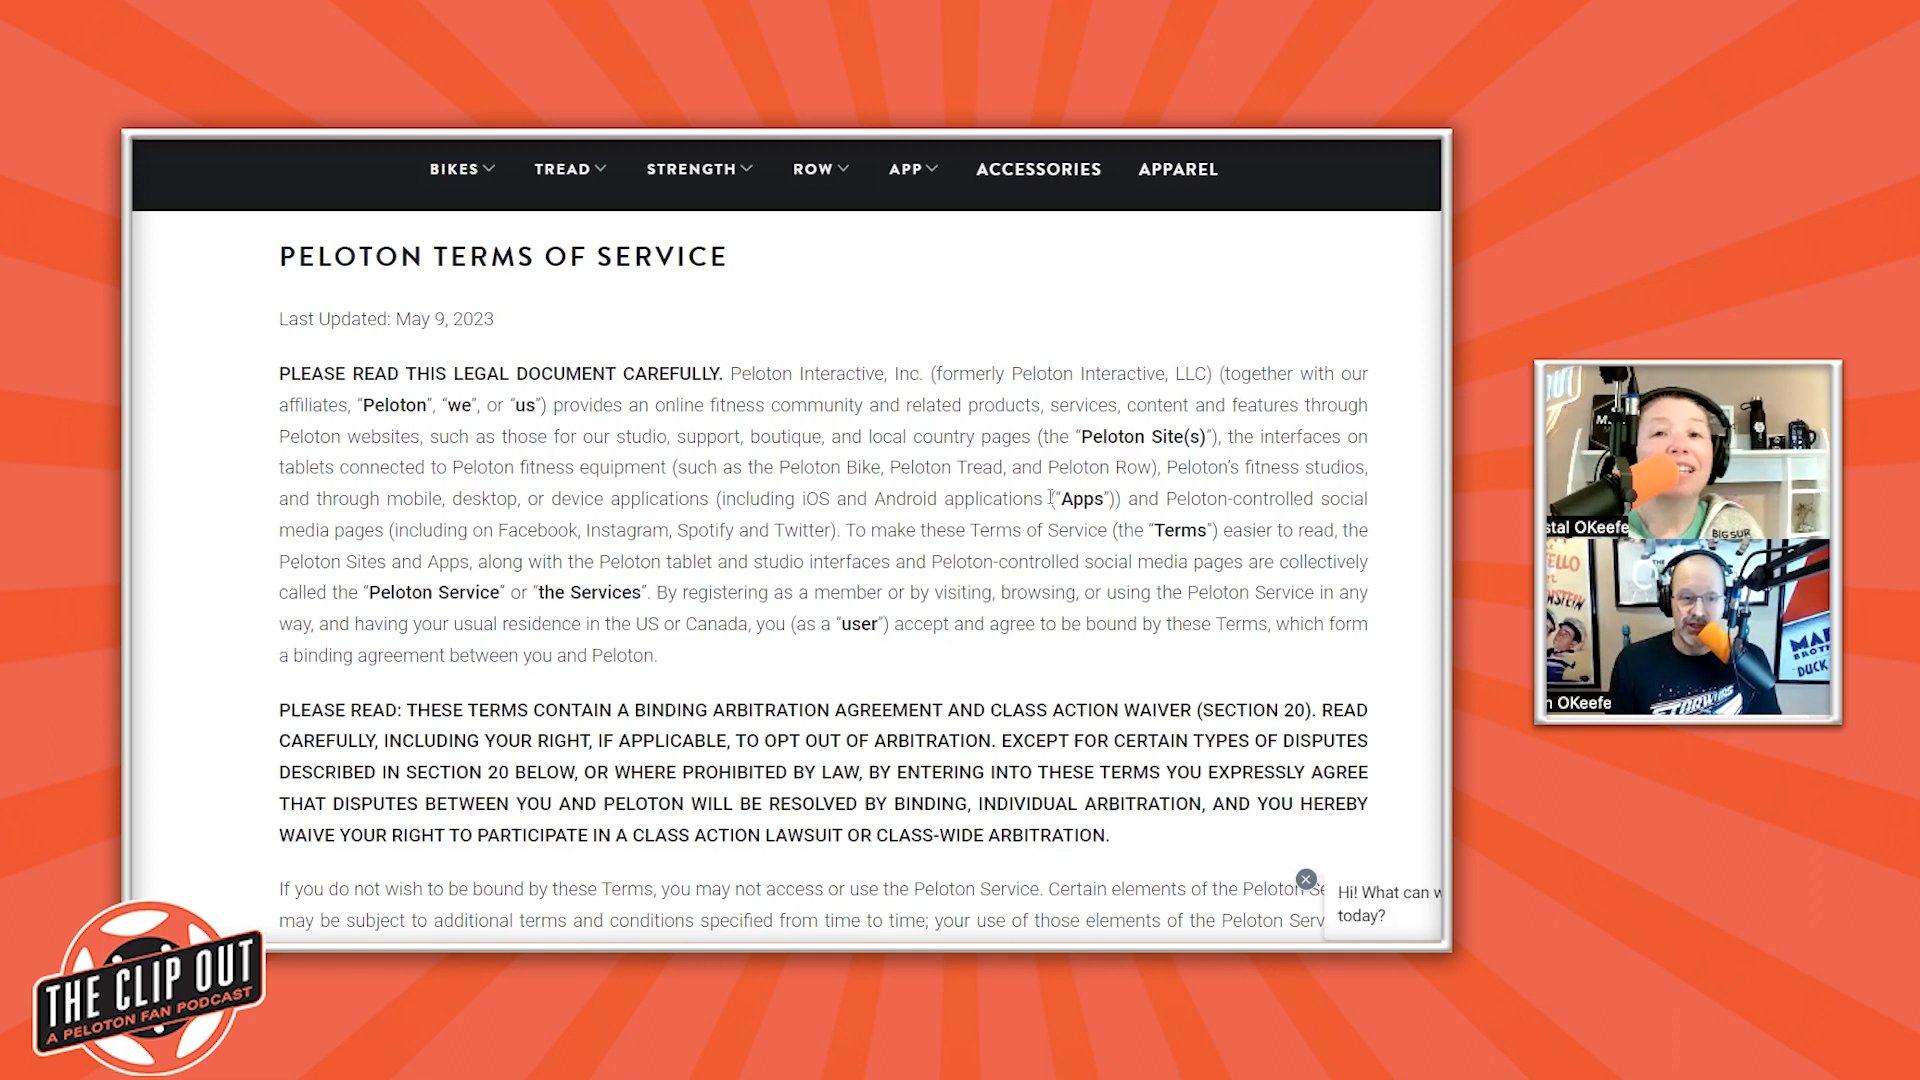 BIKES TREAD STRENGTH ROW APP ACCESSORIES APPAREL
PELOTON TERMS OF SERVICE
Last Updated: May 9, 2023
PLEASE READ THIS LEGAL DOCUMENT CAREFULLY. Peloton Interactive, Inc. (formerly Peloton Interactive, LLC) (together with our
affiliates, “Peloton”, “we”, or “us”) provides an online fitness community and related products, services, content and features through
Peloton websites, such as those for our studio, support, boutique, and local country pages (the “Peloton Site(s)”), the interfaces on
tablets connected to Peloton fitness equipment (such as the Peloton Bike, Peloton Tread, and Peloton Row), Peloton’s fitness studios,
and through mobile, desktop, or device applications (including iOS and Android applications (“Apps”)) and Peloton-controlled social
media pages (including on Facebook, Instagram, Spotify and Twitter). To make these Terms of Service (the “Terms”) easier to read, the
Peloton Sites and Apps, along with the Peloton tablet and studio interfaces and Peloton-controlled social media pages are collectively
called the “Peloton Service” or “the Services”. By registering as a member or by visiting, browsing, or using the Peloton Service in any
way, and having your usual residence in the US or Canada, you (as a “user”) accept and agree to be bound by these Terms, which form
a binding agreement between you and Peloton.
PLEASE READ: THESE TERMS CONTAIN A BINDING ARBITRATION AGREEMENT AND CLASS ACTION WAIVER (SECTION 20). READ
CAREFULLY, INCLUDING YOUR RIGHT, IF APPLICABLE, TO OPT OUT OF ARBITRATION. EXCEPT FOR CERTAIN TYPES OF DISPUTES
DESCRIBED IN SECTION 20 BELOW, OR WHERE PROHIBITED BY LAW, BY ENTERING INTO THESE TERMS YOU EXPRESSLY AGREE
THAT DISPUTES BETWEEN YOU AND PELOTON WILL BE RESOLVED BY BINDING, INDIVIDUAL ARBITRATION, AND YOU HEREBY
WAIVE YOUR RIGHT TO PARTICIPATE IN A CLASS ACTION LAWSUIT OR CLASS-WIDE ARBITRATION.
If you do not wish to be bound by these Terms, you may not access or use the Peloton Service. Certain elements of the Peloton Se
may be subject to additional terms and conditions specified from time to time; your use of those elements of the Peloton Serv
Hi! What can w
today?
stal OKeefe
BIG SUR
n OKeefe
STAR WARS
DUCK
THE CLIP OUT
A PELOTON FAN PODCAST